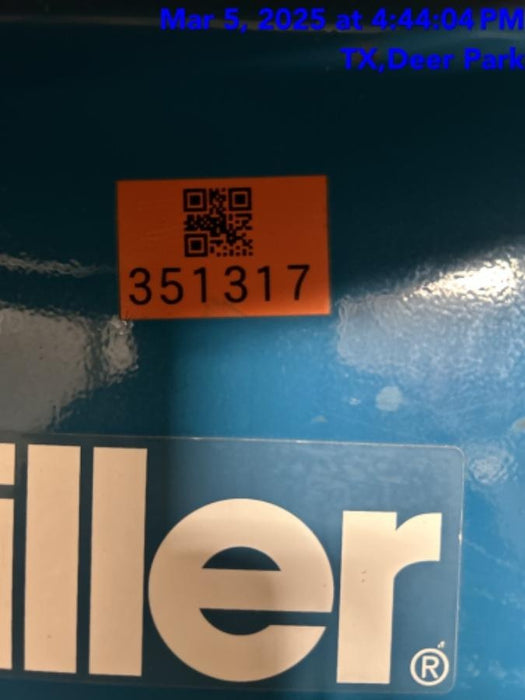 Mar 5, 2025 at 4:44:04 PM
TX,Deer Park
351317
iller®